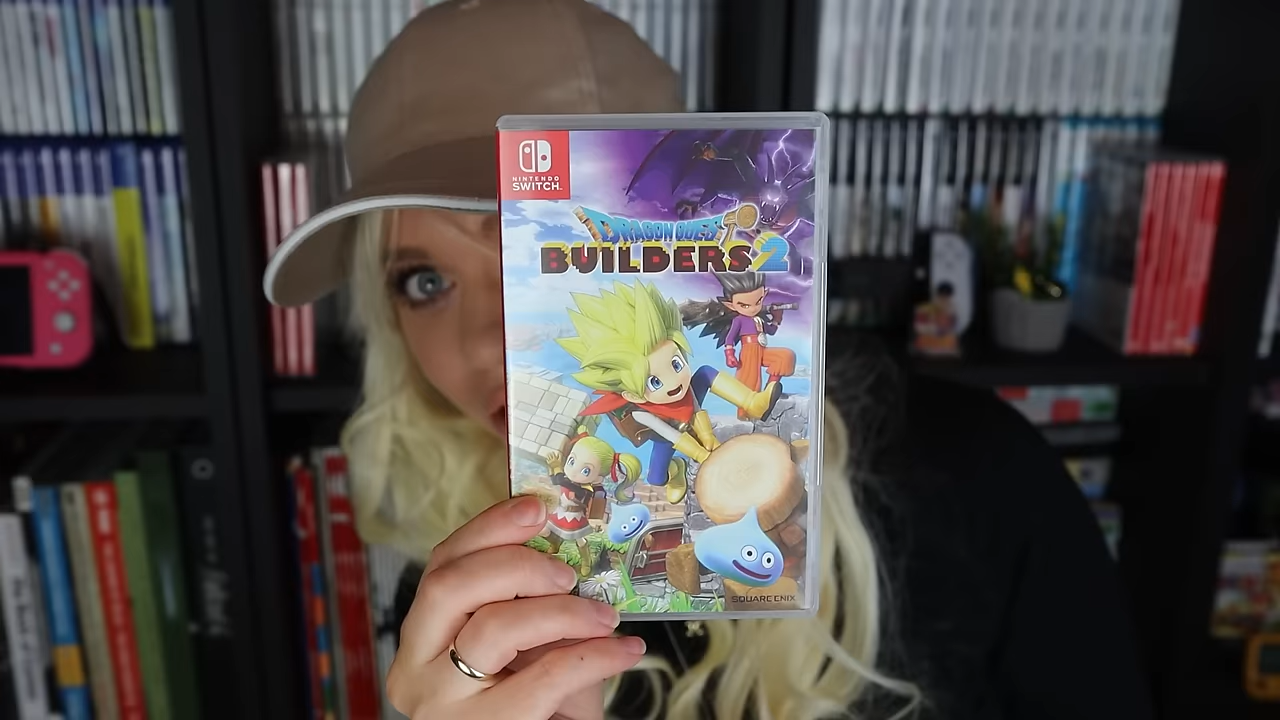 NINTENDO
SWITCH
DRAGON QUEST
BUILDERS 2
SQUARE ENIX